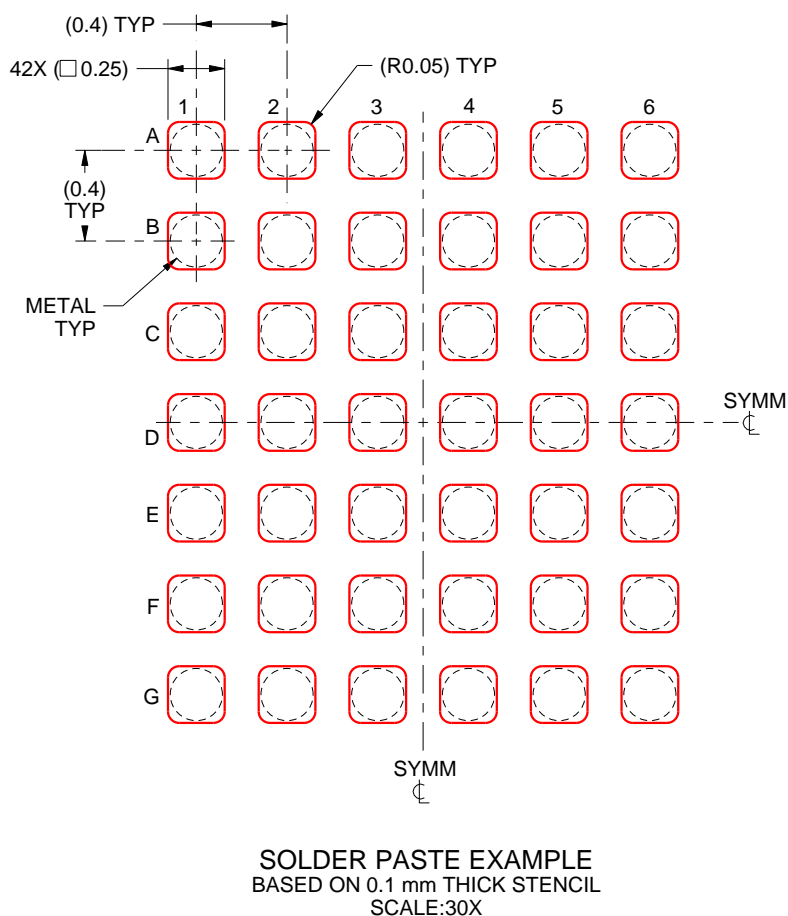 (0.4) TYP
42X (□ 0.25)
(R0.05) TYP
1 2 3 4 5 6
A
(0.4)
TYP
B
METAL
TYP
C
SYMM
℄
D
E
F
G
SYMM
℄
SOLDER PASTE EXAMPLE
BASED ON 0.1 mm THICK STENCIL
SCALE:30X